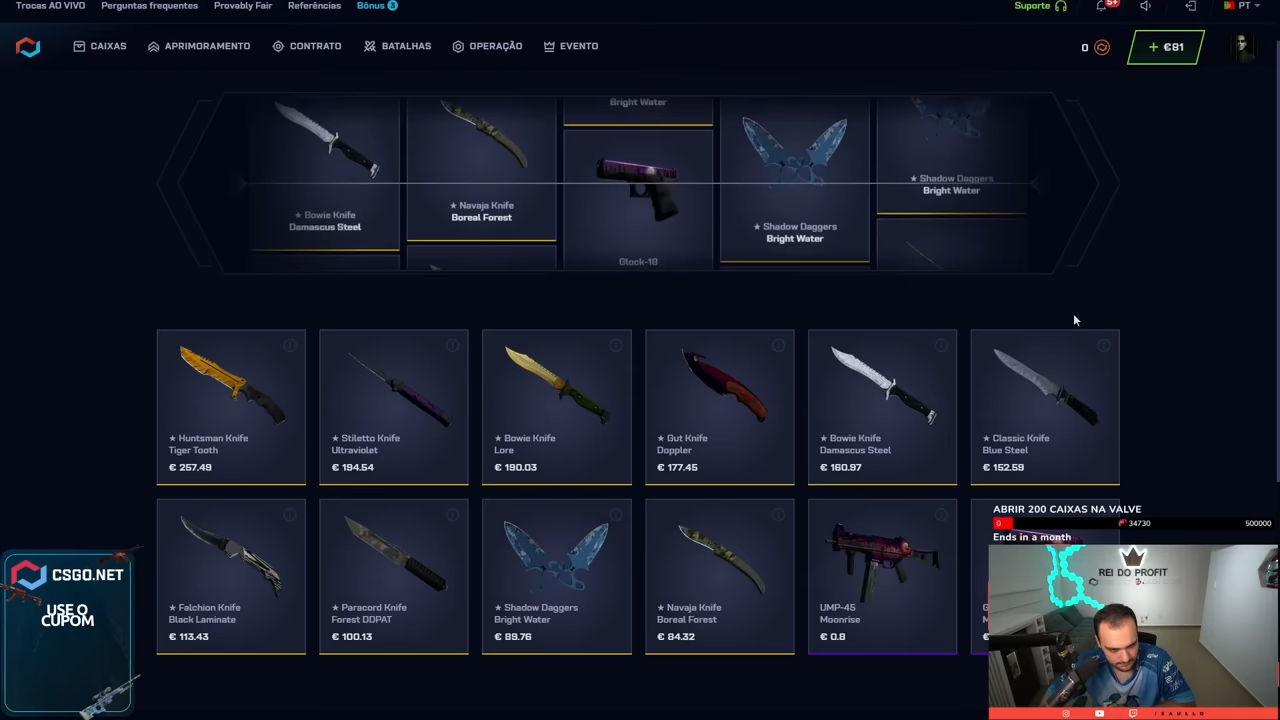 Trocas AO VIVO
Perguntas frequentes
Provably Fair
Referências
Bônus 3
Suporte
5+
PT
CAIXAS
APRIMORAMENTO
CONTRATO
BATALHAS
OPERAÇÃO
EVENTO
0
+ €81
★ Bowie Knife
Damascus Steel
★ Navaja Knife
Boreal Forest
Bright Water
Glock-18
★ Shadow Daggers
Bright Water
★ Shadow Daggers
Bright Water
★ Huntsman Knife
Tiger Tooth
€ 257.49
★ Stiletto Knife
Ultraviolet
€ 194.54
★ Bowie Knife
Lore
€ 190.03
★ Gut Knife
Doppler
€ 177.45
★ Bowie Knife
Damascus Steel
€ 160.97
★ Classic Knife
Blue Steel
€ 152.59
★ Falchion Knife
Black Laminate
€ 113.43
★ Paracord Knife
Forest DDPAT
€ 100.13
★ Shadow Daggers
Bright Water
€ 89.76
★ Navaja Knife
Boreal Forest
€ 84.32
UMP-45
Moonrise
€ 0.8
ABRIR 200 CAIXAS NA VALVE
0
34730
500000
Ends in a month
REI DO PROFIT
CSGO.NET
USE O
CUPOM